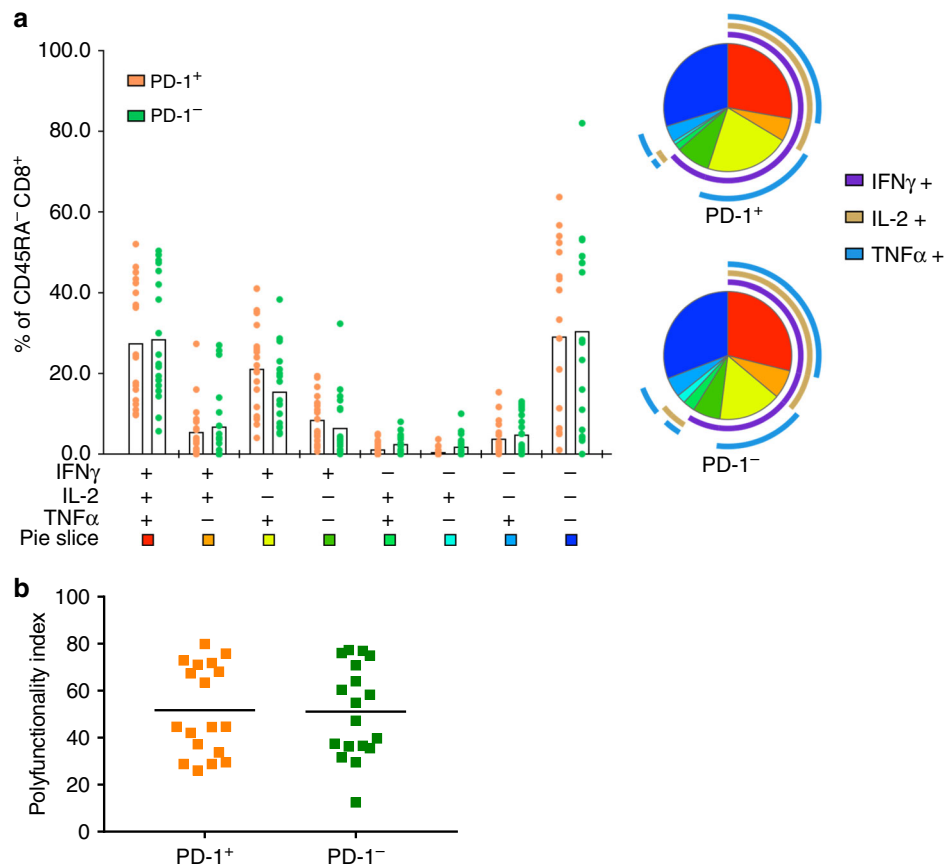 a
100.0
80.0
60.0
40.0
20.0
0.0
% of CD45RA⁻ CD8⁺
PD-1⁺
PD-1⁻
IFNγ + + + + − − − −
IL-2 + + − − + + − −
TNFα + − + − + − + −
Pie slice
PD-1⁺
IFNγ +
IL-2 +
TNFα +
PD-1⁻
b
100
80
60
40
20
0
Polyfunctionality index
PD-1⁺ PD-1⁻